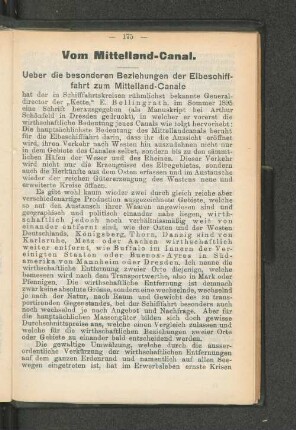 — 175 —
Vom Mittelland-Canal.
Ueber die besonderen Beziehungen der Elbeschiff-
fahrt zum Mittelland-Canale
hat der in Schifffahrtskreisen rühmlichst bekannte General-
director der „Kette,“ E. Bellingrath, im Sommer 1895
eine Schrift herausgegeben (als Manuskript bei Arthur
Schönfeld in Dresden gedruckt), in welcher er vorerst die
wirthschaftliche Bedeutung jenes Canals wie folgt hervorhebt:
Die hauptsächlichste Bedeutung des Mittellandkanals beruht
für die Elbeschiffahrt darin, dass ihr die Aussicht eröffnet
wird, ihren Verkehr nach Westen hin auszudehnen nicht nur
in dem Gebiete des Canales selbst, sondern bis zu den sämmt-
lichen Häfen der Weser und des Rheines. Dieser Verkehr
wird nicht nur die Erzeugnisse des Elbegebietes, sondern
auch die Herkünfte aus dem Osten erfassen und im Austausche
wieder der reichen Gütererzeugung des Westens neue und
erweiterte Kreise öffnen.
Es gibt wohl kaum wieder zwei durch gleich reiche aber
verschiedenartige Production ausgezeichnete Gebiete, welche
so auf den Austausch ihrer Waaren angewiesen sind und
geographisch und politisch einander nahe liegen, wirth-
schaftlich jedoch noch verhältnissmässig weit von
einander entfernt sind, wie der Osten und der Westen
Deutschlands. Königsberg, Thorn, Danzig sind von
Karlsruhe, Metz oder Aachen wirthschaftlich
weiter entfernt, wie Buffalo im Innern der Ver-
einigten Staaten oder Buenos-Ayres in Süd-
amerika von Mannheim oder Dresden. Ich nenne die
wirthschaftliche Entfernung zweier Orte diejenige, welche
bemessen wird nach dem Transportwerthe, also in Mark oder
Pfennigen. Die wirthschaftliche Entfernung ist demnach
zwar keine absolute Grösse, sondern eine wechselnde, wechselnd
je nach der Natur, nach Raum und Gewicht des zu trans-
portirenden Gegenstandes, bei der Schiffahrt besonders auch
noch wechselnd je nach Angebot und Nachfrage. Aber für
die hauptsächlichen Massengüter bilden sich doch gewisse
Durchschnittspreise aus, welche einen Vergleich zulassen und
welche für die wirthschaftlichen Beziehungen zweier Orte
oder Gebiete zu einander bald entscheidend werden.
Die gewaltige Umwälzung, welche durch die ausser-
ordentliche Verkürzung der wirthschaftlichen Entfernungen
auf dem ganzen Erdenrund und namentlich auf allen See-
wegen eingetreten ist, hat im Erwerbsleben ernste Krisen